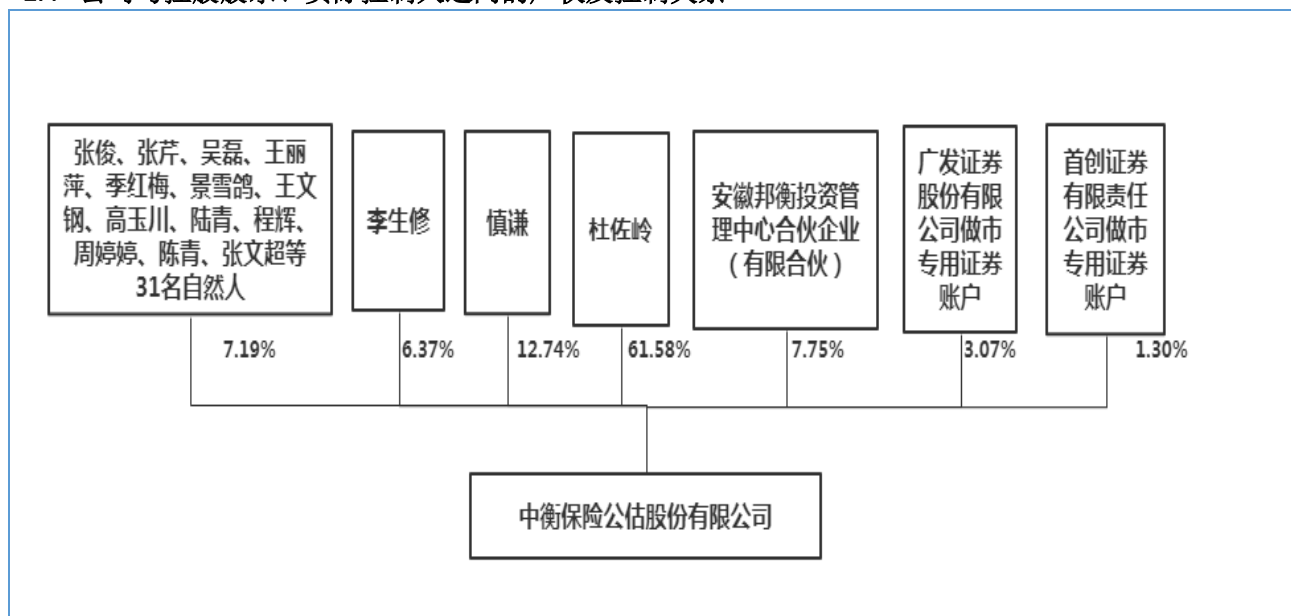 张俊、张芹、吴磊、王丽
萍、季红梅、景雪鸽、王文
钢、高玉川、陆青、程辉、
周婷婷、陈青、张文超等
31名自然人
李生修
慎谦
杜佐岭
安徽邦衡投资管
理中心合伙企业
（有限合伙）
广发证券
股份有限
公司做市
专用证券
账户
首创证券
有限责任
公司做市
专用证券
账户
7.19%
6.37%
12.74%
61.58%
7.75%
3.07%
1.30%
中衡保险公估股份有限公司